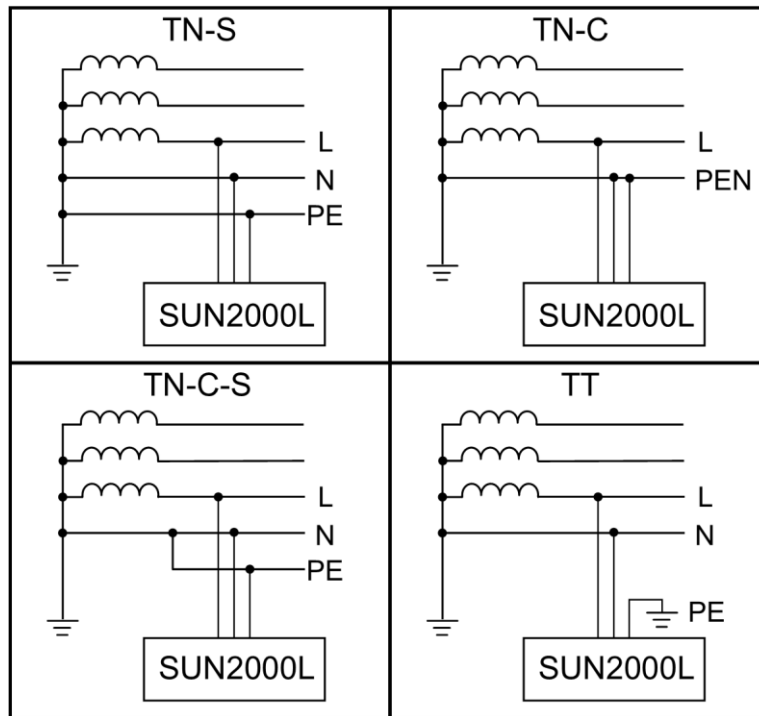 TN-S
L
N
PE
SUN2000L
TN-C
L
PEN
SUN2000L
TN-C-S
L
N
PE
SUN2000L
TT
L
N
PE
SUN2000L